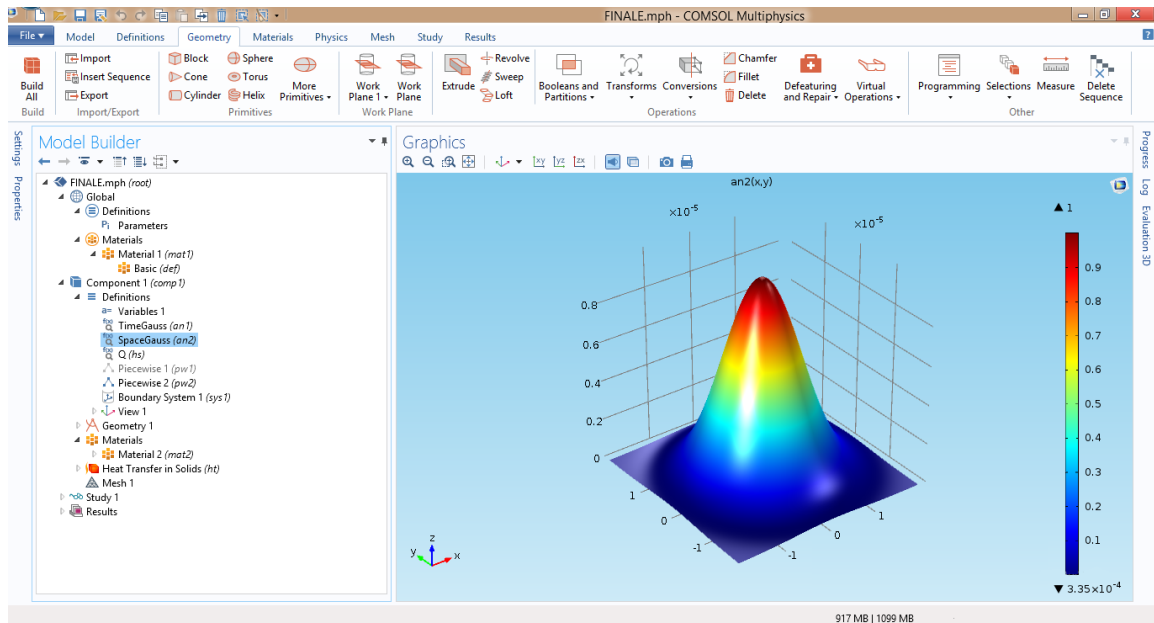 FINALE.mph - COMSOL Multiphysics
File Model Definitions Geometry Materials Physics Mesh Study Results
Build All
Build
Import
Insert Sequence
Export
Import/Export
Block Sphere
Cone Torus
Cylinder Helix
More Primitives
Primitives
Work Plane 1
Work Plane
Work Plane
Extrude
Revolve
Sweep
Loft
Booleans and Partitions
Transforms
Conversions
Chamfer
Fillet
Delete
Defeaturing and Repair
Virtual Operations
Operations
Programming
Selections
Measure
Delete Sequence
Other
Settings
Properties
Model Builder
FINALE.mph (root)
Global
Definitions
Pi Parameters
Materials
Material 1 (mat1)
Basic (def)
Component 1 (comp1)
Definitions
a= Variables 1
f(x) TimeGauss (an1)
f(x) SpaceGauss (an2)
f(x) Q (hs)
Piecewise 1 (pw1)
Piecewise 2 (pw2)
Boundary System 1 (sys1)
View 1
Geometry 1
Materials
Material 2 (mat2)
Heat Transfer in Solids (ht)
Mesh 1
Study 1
Results
Graphics
xy yz zx
an2(x,y)
×10⁻⁵
×10⁻⁵
0.8
0.6
0.4
0.2
0
1
0
-1
-1
0
1
z
y
x
▲ 1
0.9
0.8
0.7
0.6
0.5
0.4
0.3
0.2
0.1
▼ 3.35×10⁻⁴
Progress
Log
Evaluation 3D
917 MB | 1099 MB